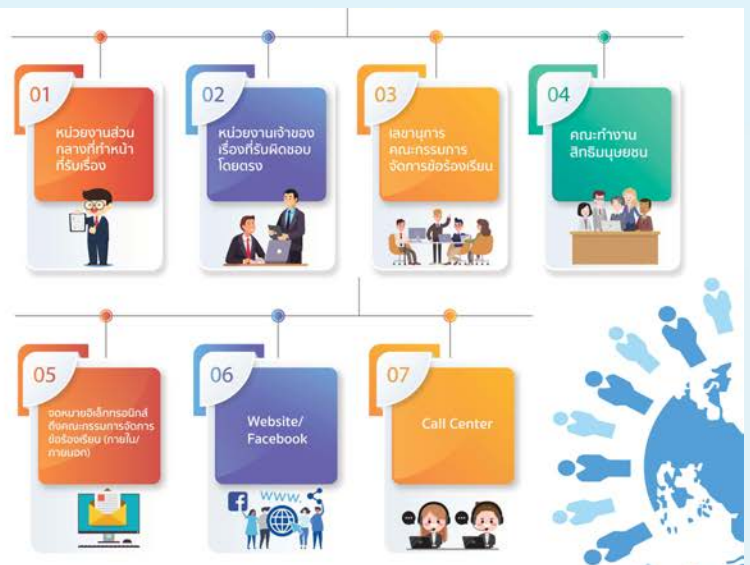 01
หน่วยงานส่วน
กลางที่ทำหน้า
ที่รับเรื่อง
02
หน่วยงานเจ้าของ
เรื่องที่รับผิดชอบ
โดยตรง
03
เลขานุการ
คณะกรรมการ
จัดการข้อร้องเรียน
04
คณะทำงาน
สิทธิมนุษยชน
05
จดหมายอิเล็กทรอนิกส์
ถึงคณะกรรมการจัดการ
ข้อร้องเรียน (ภายใน/
ภายนอก)
06
Website/
Facebook
www.
07
Call Center